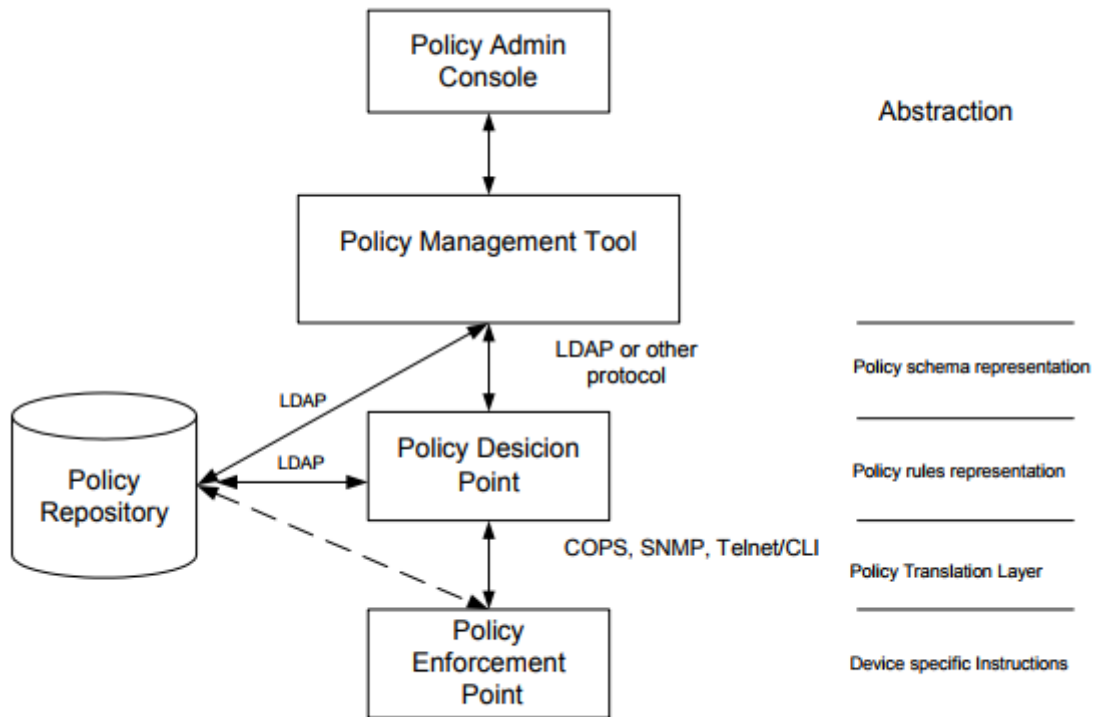 Policy Admin
Console
Abstraction
Policy Management Tool
LDAP or other
protocol
Policy schema representation
LDAP
Policy Desicion
Point
LDAP
Policy
Repository
Policy rules representation
COPS, SNMP, Telnet/CLI
Policy Translation Layer
Policy
Enforcement
Point
Device specific Instructions